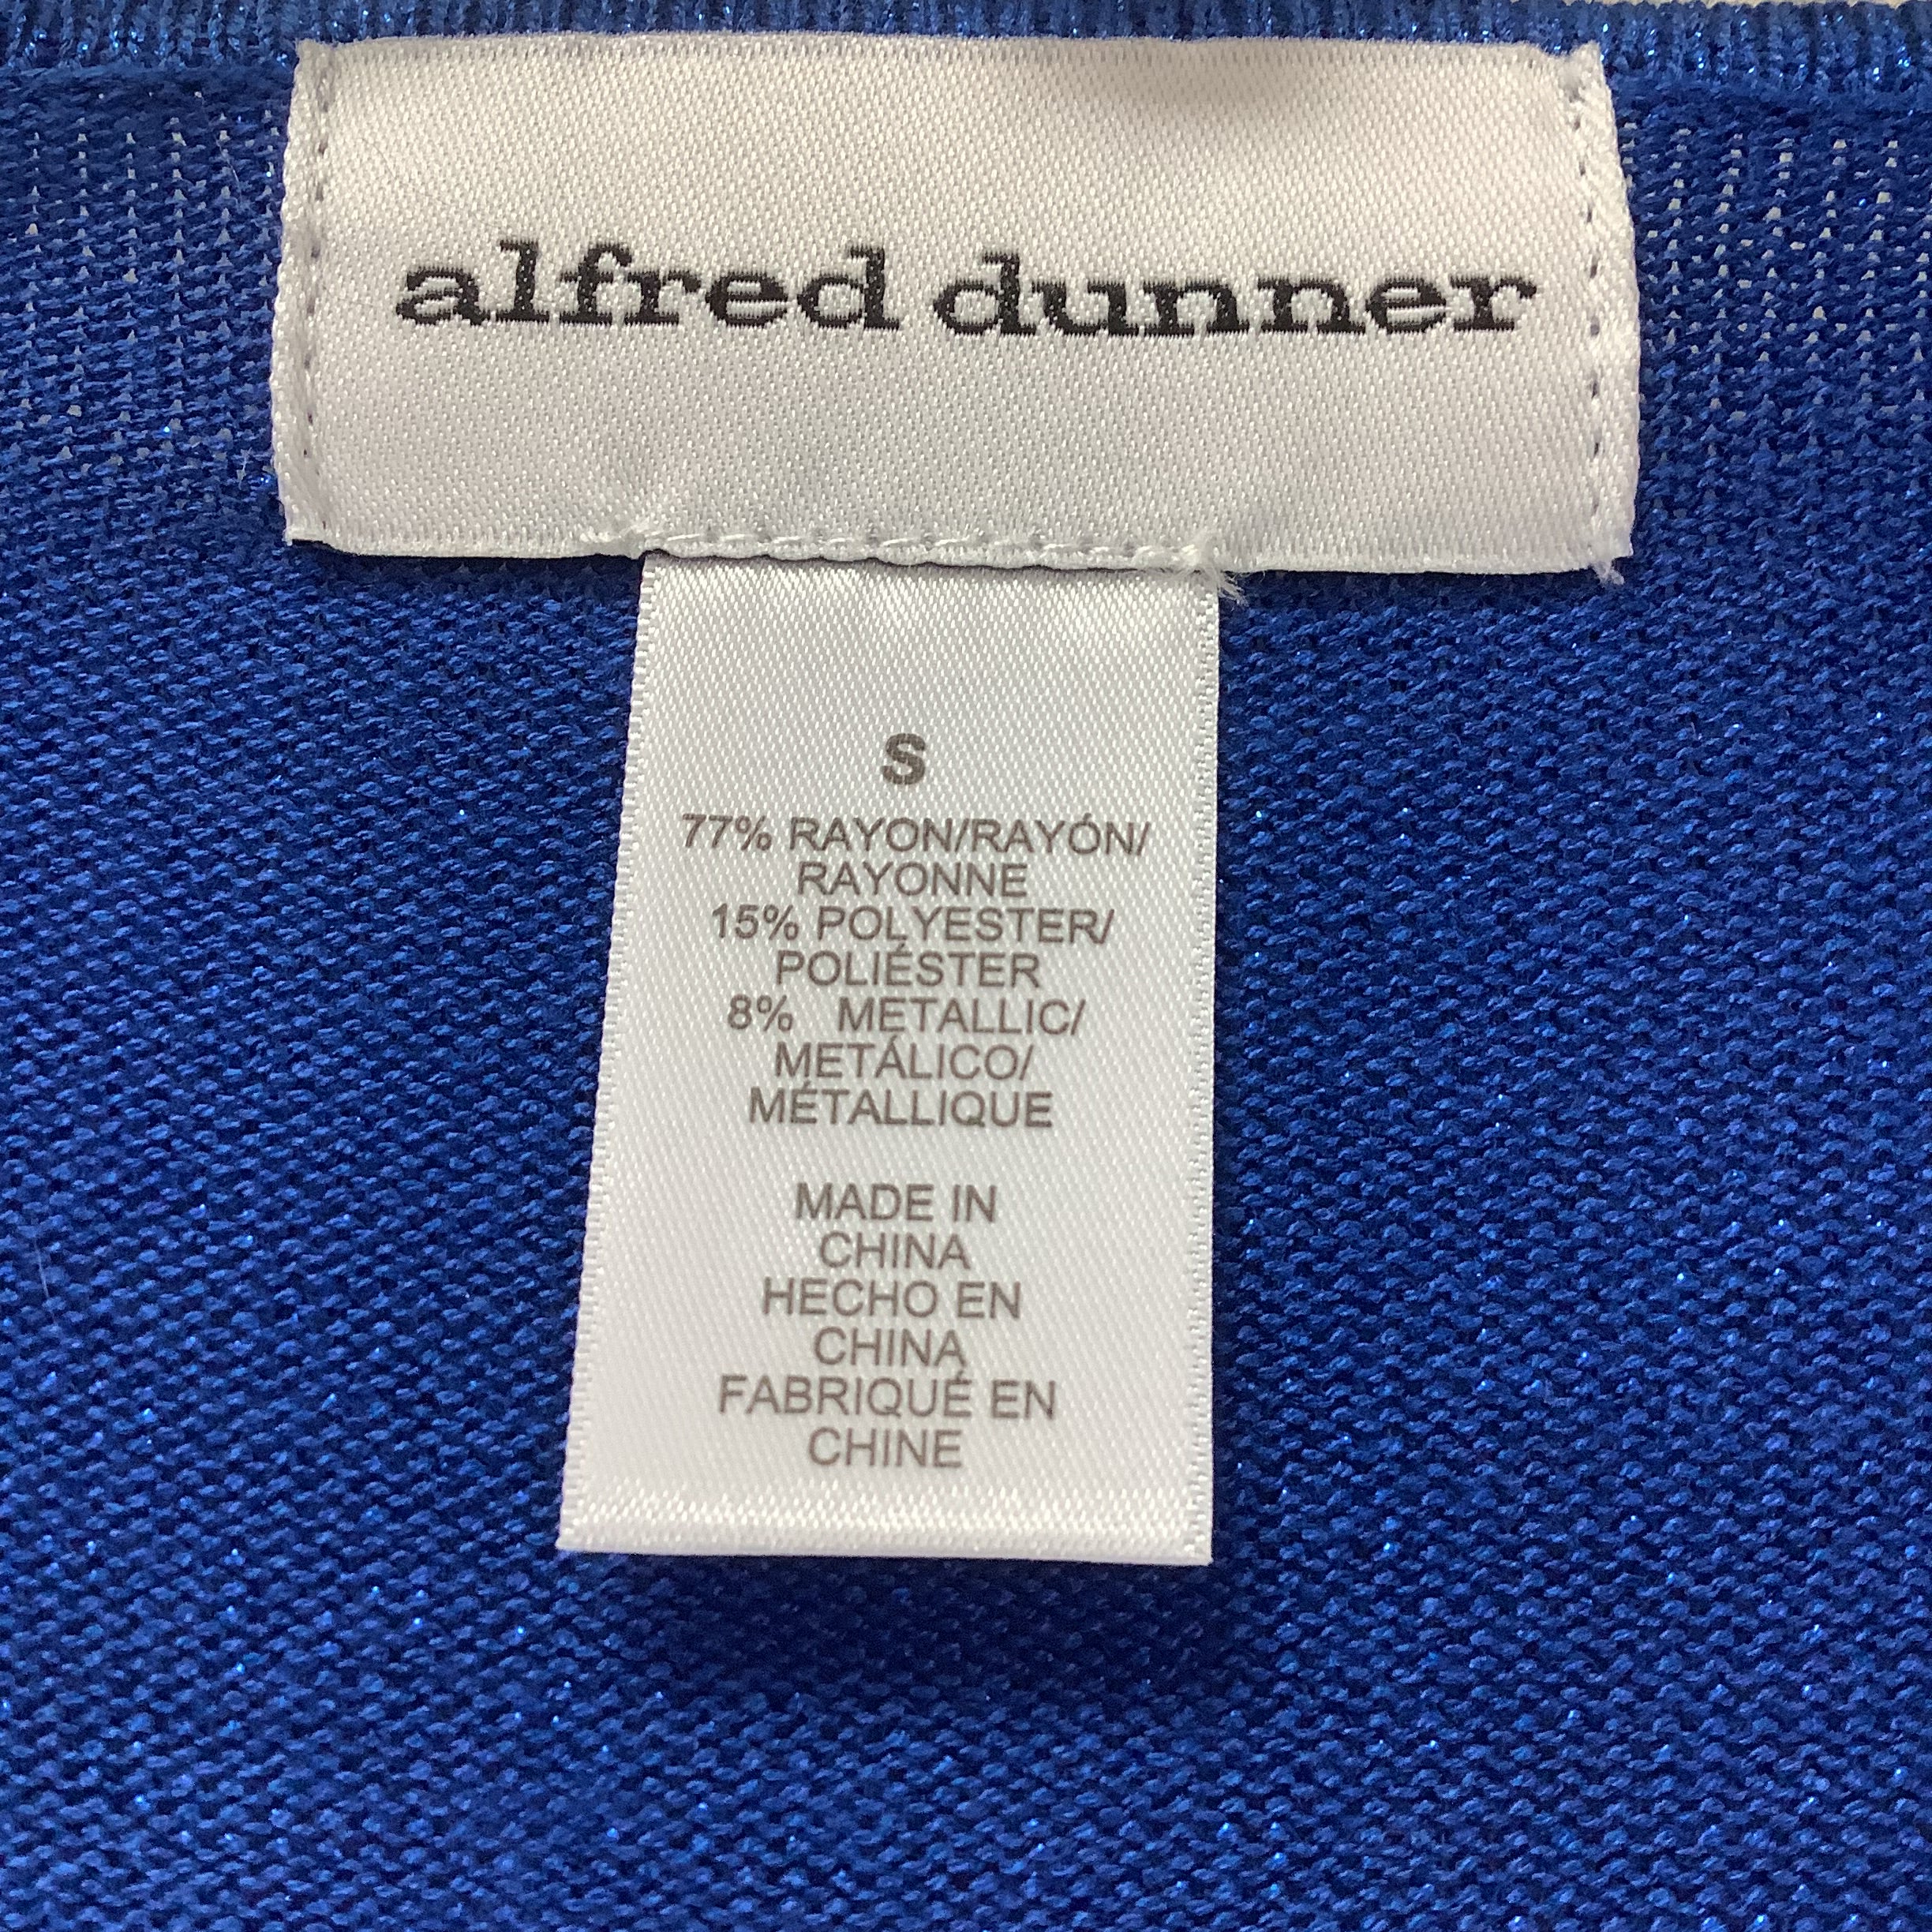 alfred dunner
S
77% RAYON/RAYÓN/
RAYONNE
15% POLYESTER/
POLIÉSTER
8% METALLIC/
METÁLICO/
MÉTALLIQUE
MADE IN
CHINA
HECHO EN
CHINA
FABRIQUÉ EN
CHINE